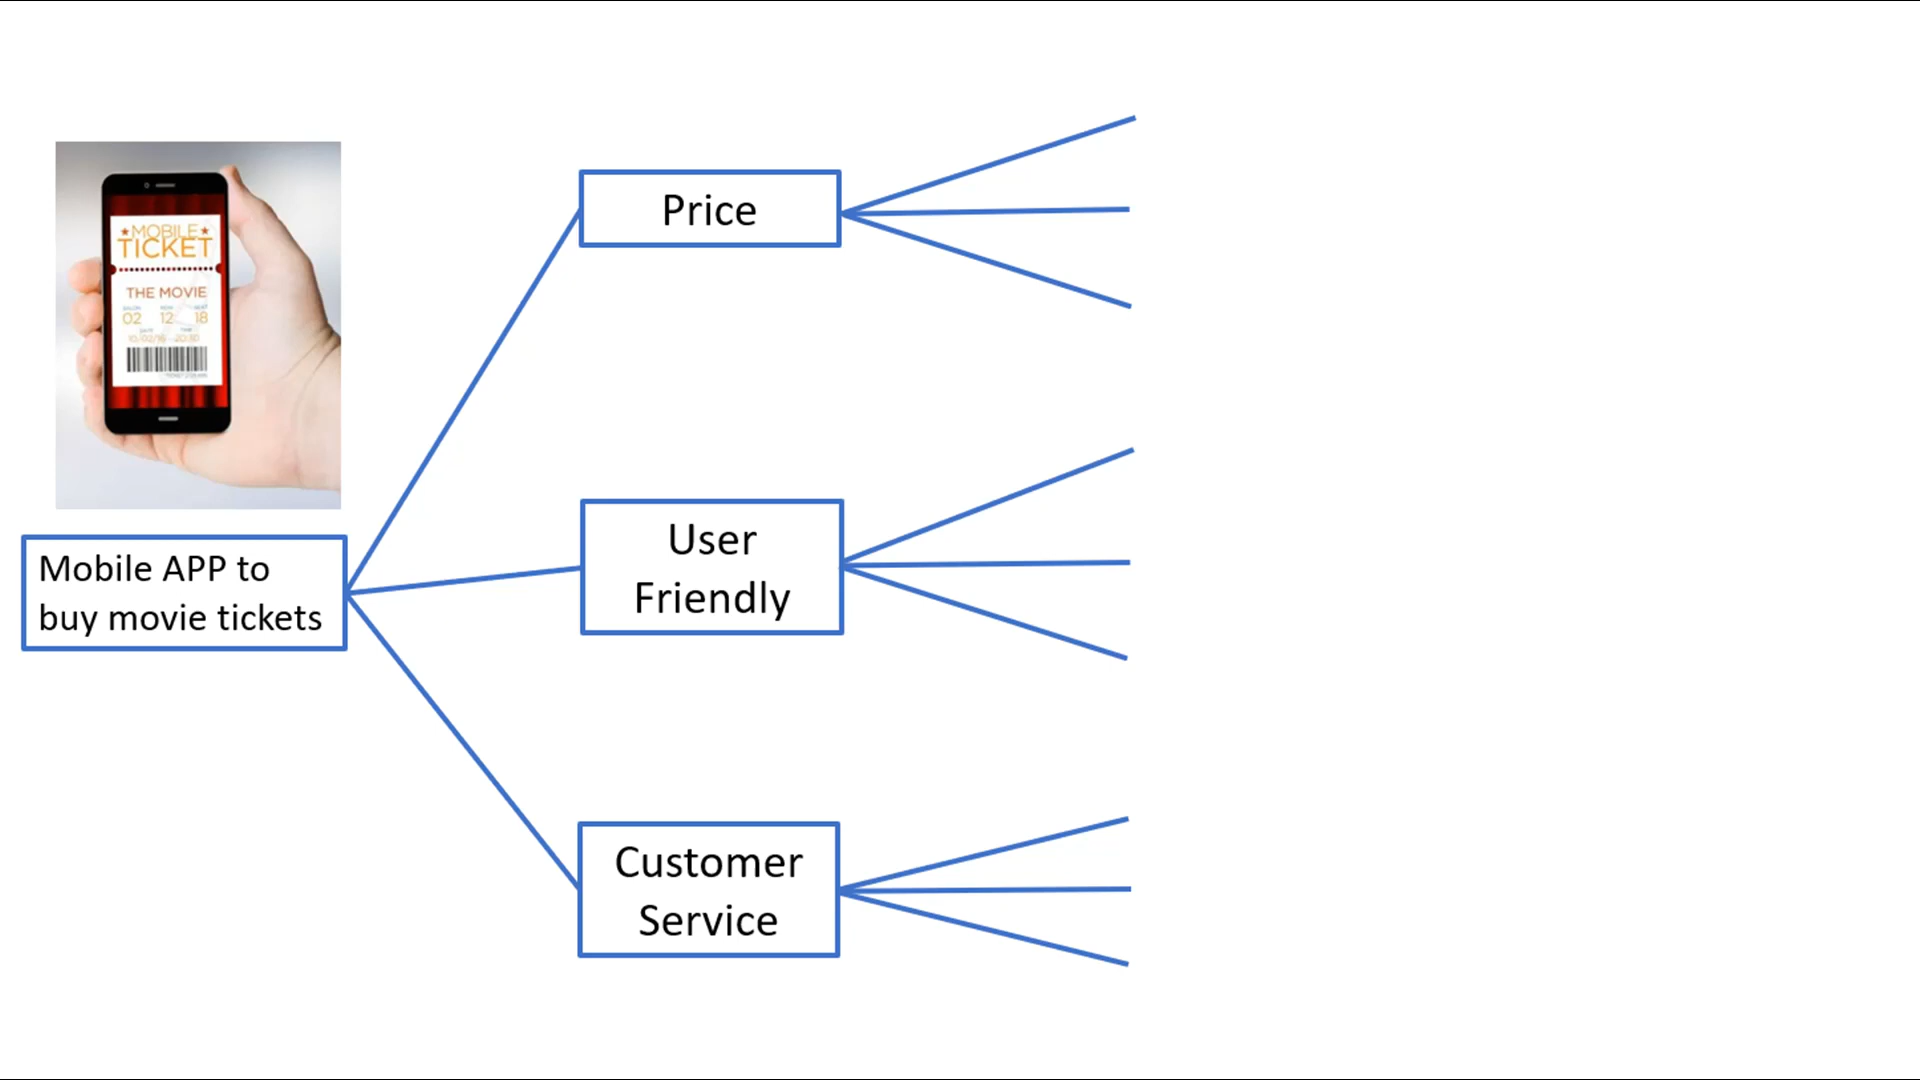 MOBILE
TICKET
THE MOVIE
02 12 18
Price
User
Friendly
Mobile APP to
buy movie tickets
Customer
Service